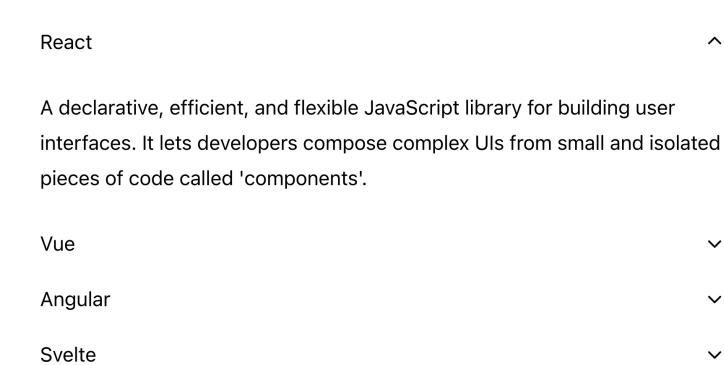 React
A declarative, efficient, and flexible JavaScript library for building user
interfaces. It lets developers compose complex UIs from small and isolated
pieces of code called 'components'.
Vue
Angular
Svelte